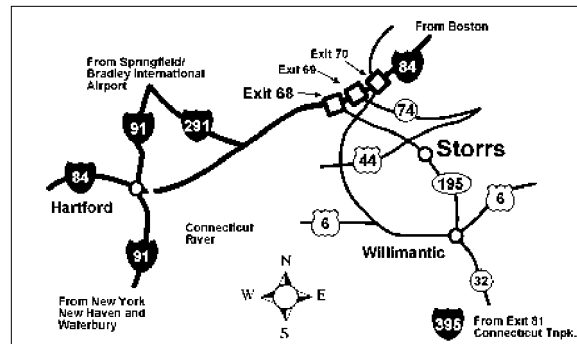 From Boston
Exit 70
From Springfield/
Bradley International
Airport
Exit 69
84
Exit 68
74
91
291
Storrs
44
84
195
6
Hartford
Connecticut
River
6
Willimantic
91
N
W E
S
32
From New York
New Haven and
Waterbury
395
From Exit 81
Connecticut Tnpk.